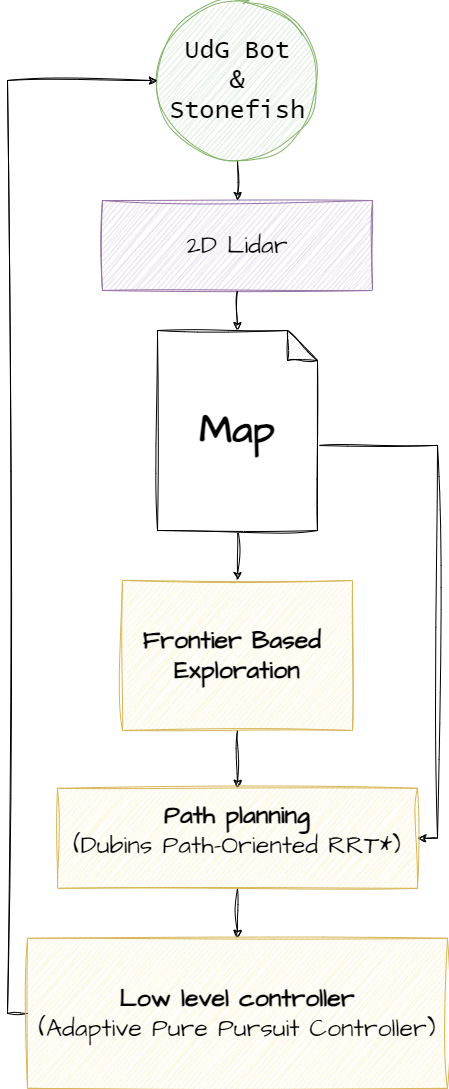 UdG Bot
&
Stonefish
2D Lidar
Map
Frontier Based
Exploration
Path planning
(Dubins Path-Oriented RRT*)
Low level controller
(Adaptive Pure Pursuit Controller)